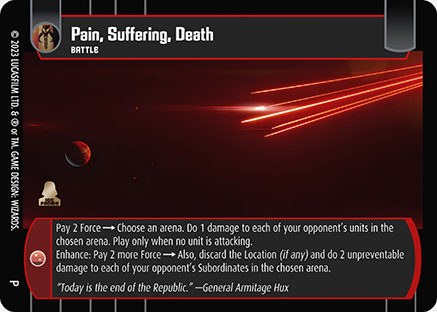 Pain, Suffering, Death
BATTLE
© 2023 LUCASFILM LTD. & ® or TM. GAME DESIGN: WIZARDS.
P
Pay 2 Force → Choose an arena. Do 1 damage to each of your opponent's units in the
chosen arena. Play only when no unit is attacking.
Enhance: Pay 2 more Force → Also, discard the Location (if any) and do 2 unpreventable
damage to each of your opponent's Subordinates in the chosen arena.
"Today is the end of the Republic." —General Armitage Hux